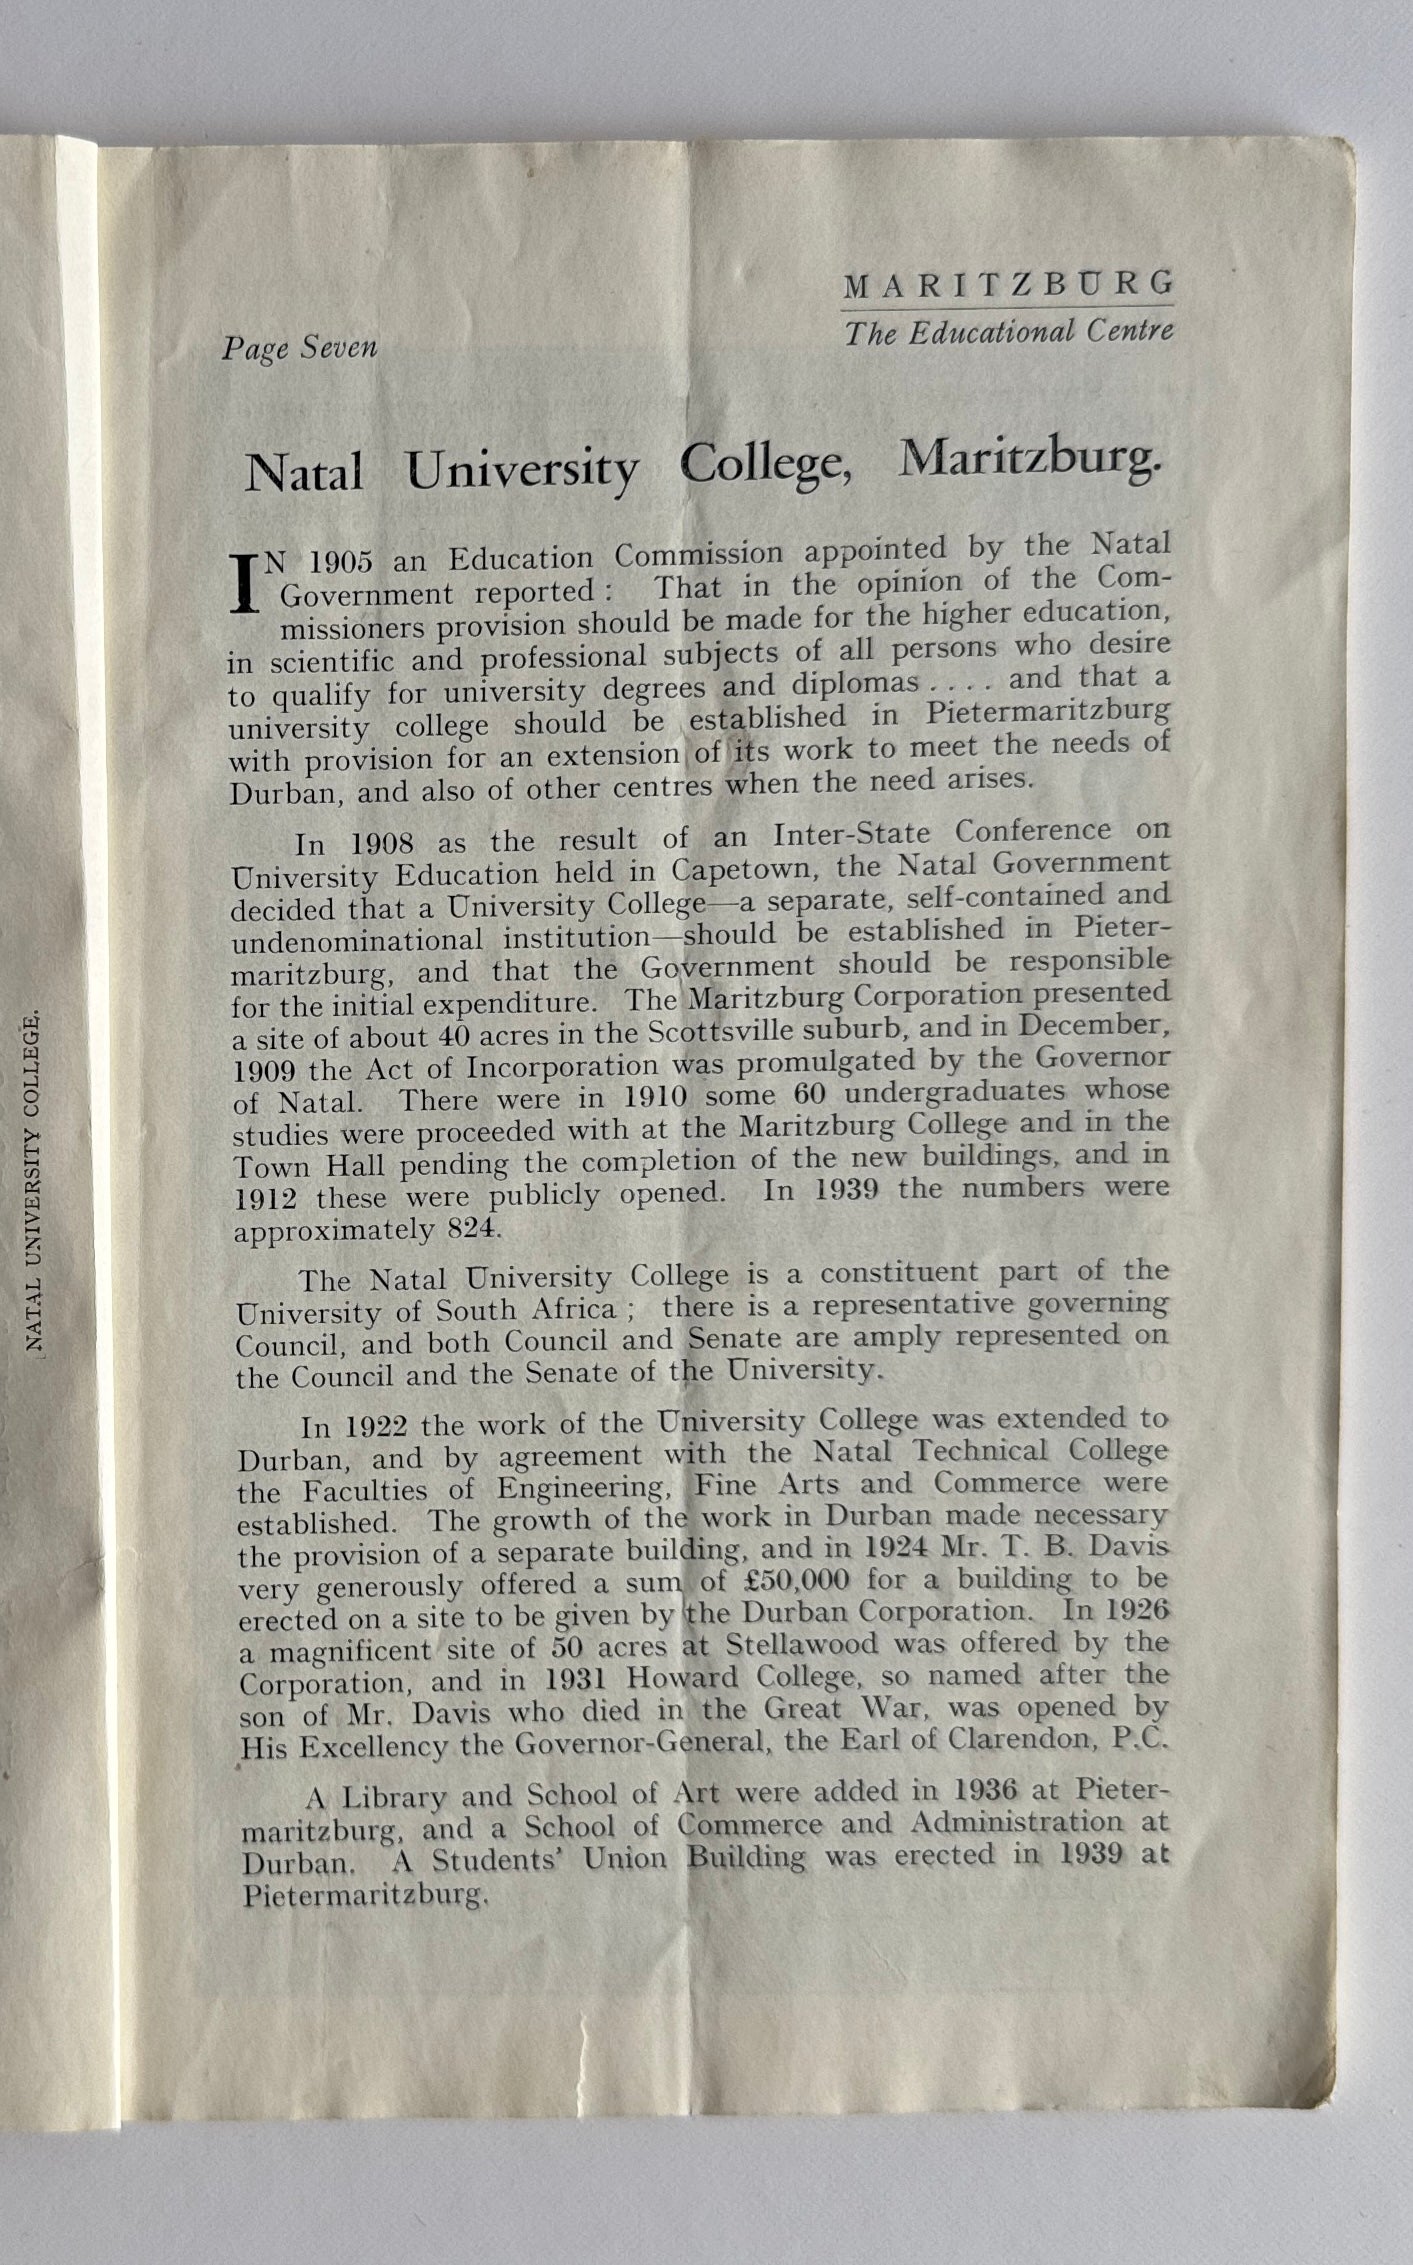 NATAL UNIVERSITY COLLEGE.
MARITZBURG
The Educational Centre
Page Seven
Natal University College, Maritzburg.
IN 1905 an Education Commission appointed by the Natal
Government reported : That in the opinion of the Com-
missioners provision should be made for the higher education,
in scientific and professional subjects of all persons who desire
to qualify for university degrees and diplomas . . . . and that a
university college should be established in Pietermaritzburg
with provision for an extension of its work to meet the needs of
Durban, and also of other centres when the need arises.
In 1908 as the result of an Inter-State Conference on
University Education held in Capetown, the Natal Government
decided that a University College—a separate, self-contained and
undenominational institution—should be established in Pieter-
maritzburg, and that the Government should be responsible
for the initial expenditure. The Maritzburg Corporation presented
a site of about 40 acres in the Scottsville suburb, and in December,
1909 the Act of Incorporation was promulgated by the Governor
of Natal. There were in 1910 some 60 undergraduates whose
studies were proceeded with at the Maritzburg College and in the
Town Hall pending the completion of the new buildings, and in
1912 these were publicly opened. In 1939 the numbers were
approximately 824.
The Natal University College is a constituent part of the
University of South Africa ; there is a representative governing
Council, and both Council and Senate are amply represented on
the Council and the Senate of the University.
In 1922 the work of the University College was extended to
Durban, and by agreement with the Natal Technical College
the Faculties of Engineering, Fine Arts and Commerce were
established. The growth of the work in Durban made necessary
the provision of a separate building, and in 1924 Mr. T. B. Davis
very generously offered a sum of £50,000 for a building to be
erected on a site to be given by the Durban Corporation. In 1926
a magnificent site of 50 acres at Stellawood was offered by the
Corporation, and in 1931 Howard College, so named after the
son of Mr. Davis who died in the Great War, was opened by
His Excellency the Governor-General, the Earl of Clarendon, P.C.
A Library and School of Art were added in 1936 at Pieter-
maritzburg, and a School of Commerce and Administration at
Durban. A Students' Union Building was erected in 1939 at
Pietermaritzburg.